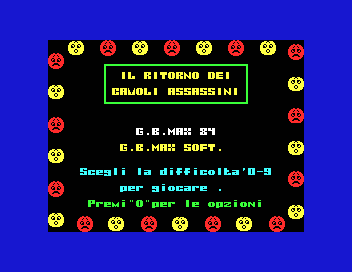 IL RITORNO DEI
CAVOLI ASSASSINI
G.B.MAX 84
G.B.MAX SOFT.
Scegli la difficolta'0-9
per giocare .
Premi"0"per le opzioni